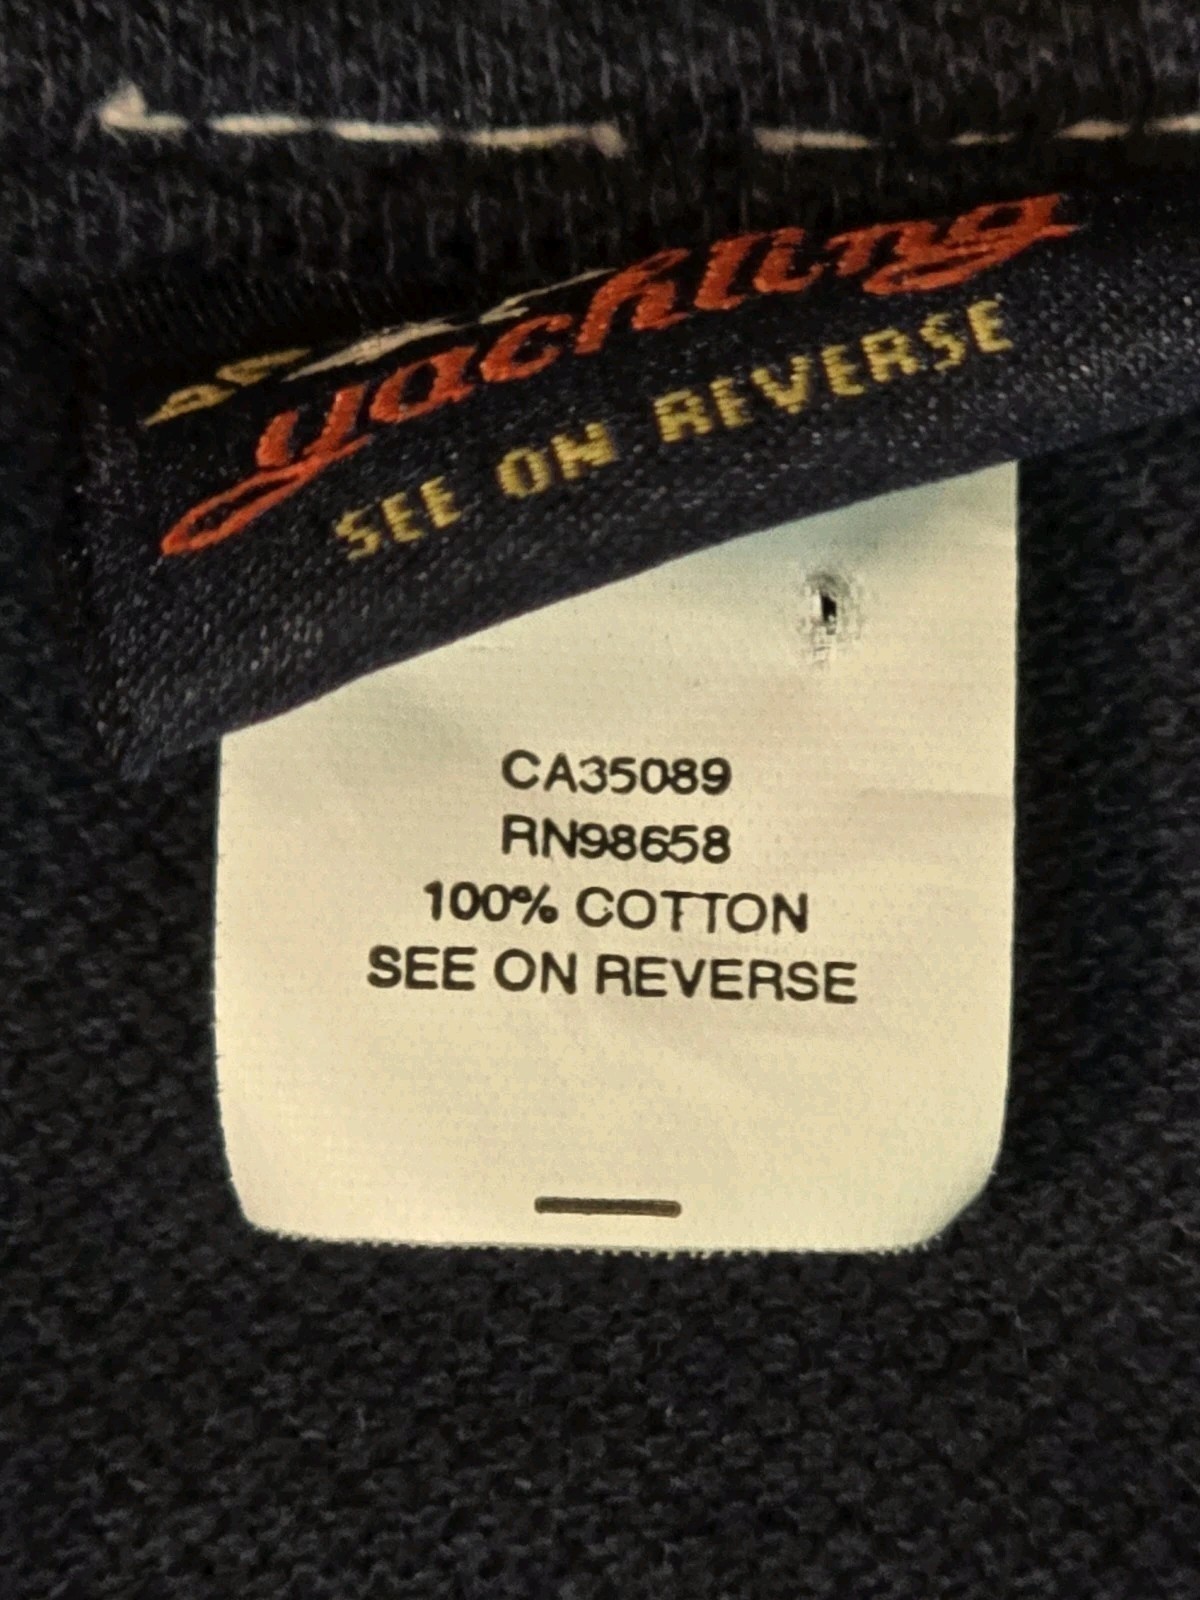 yachting
SEE ON REVERSE
CA35089
RN98658
100% COTTON
SEE ON REVERSE